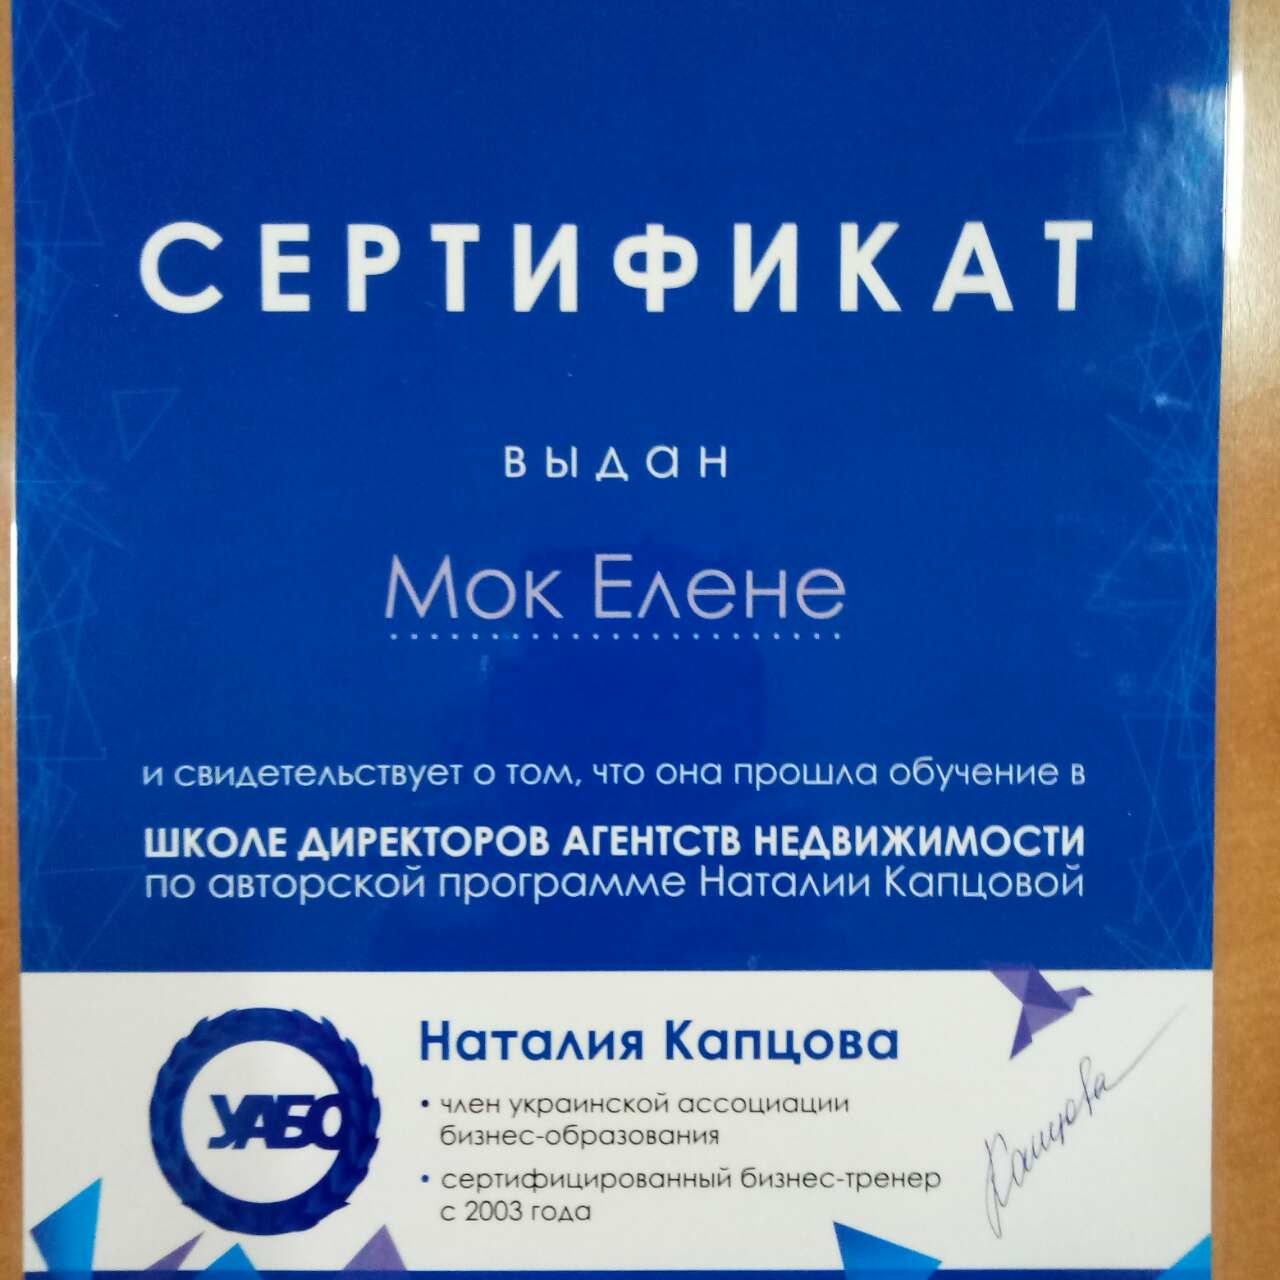 СЕРТИФИКАТ
выдан
Мок Елене
и свидетельствует о том, что она прошла обучение в
ШКОЛЕ ДИРЕКТОРОВ АГЕНТСТВ НЕДВИЖИМОСТИ
по авторской программе Наталии Капцовой
УАБО
Наталия Капцова
• член украинской ассоциации
бизнес-образования
• сертифицированный бизнес-тренер
с 2003 года
Капцова